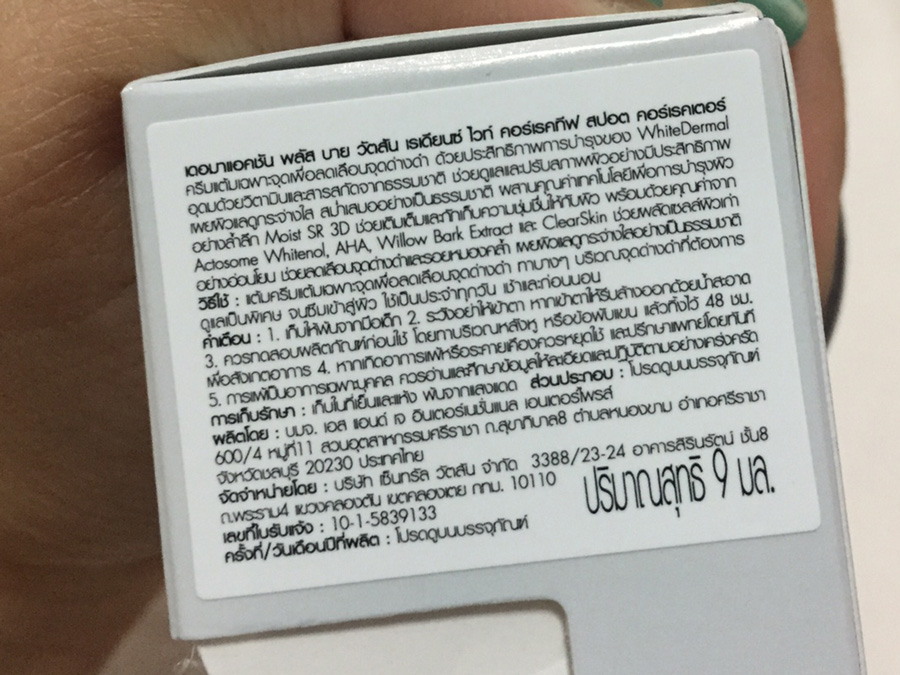 เดอมาแอคชัน พลัส บาย วัตสัน เรเดียนซ์ ไวท์ คอร์เรคทีฟ สปอต คอร์เรคเตอร์
ครีมแต้มเฉพาะจุดเพื่อลดเลือนจุดด่างดำ ด้วยประสิทธิภาพการบำรุงของ WhiteDermal
อุดมด้วยวิตามินและสารสกัดจากธรรมชาติ ช่วยดูแลและปรับสภาพผิวอย่างมีประสิทธิภาพ
เผยผิวแลดูกระจ่างใส สม่ำเสมออย่างเป็นธรรมชาติ ผสานคุณค่าเทคโนโลยีเพื่อการบำรุงผิว
อย่างล้ำลึก Moist SR 3D ช่วยเติมเต็มและกักเก็บความชุ่มชื่นให้กับผิว พร้อมด้วยคุณค่าจาก
Actosome Whitenol, AHA, Willow Bark Extract และ ClearSkin ช่วยผลัดเซลล์ผิวเก่า
อย่างอ่อนโยน ช่วยลดเลือนจุดด่างดำและรอยหมองคล้ำ เผยผิวแลดูกระจ่างใสอย่างเป็นธรรมชาติ
วิธีใช้ : แต้มครีมแต้มเฉพาะจุดเพื่อลดเลือนจุดด่างดำ ทาบางๆ บริเวณจุดด่างดำที่ต้องการ
ดูแลเป็นพิเศษ จนซึมเข้าสู่ผิว ใช้เป็นประจำทุกวัน เช้าและก่อนนอน
คำเตือน : 1. เก็บให้พ้นจากมือเด็ก 2. ระวังอย่าให้เข้าตา หากเข้าตาให้รีบล้างออกด้วยน้ำสะอาด
3. ควรทดสอบผลิตภัณฑ์ก่อนใช้ โดยทาบริเวณหลังหู หรือข้อพับแขน แล้วทิ้งไว้ 48 ชม.
เพื่อสังเกตอาการ 4. หากเกิดอาการแพ้หรือระคายเคืองควรหยุดใช้ และปรึกษาแพทย์โดยทันที
5. การแพ้เป็นอาการเฉพาะบุคคล ควรอ่านและศึกษาข้อมูลให้ละเอียดและปฏิบัติตามอย่างเคร่งครัด
การเก็บรักษา : เก็บในที่เย็นและแห้ง พ้นจากแสงแดด ส่วนประกอบ : โปรดดูบนบรรจุภัณฑ์
ผลิตโดย : บมจ. เอส แอนด์ เจ อินเตอร์เนชั่นแนล เอนเตอร์ไพรส์
600/4 หมู่ที่11 สวนอุตสาหกรรมศรีราชา ถ.สุขาภิบาล8 ตำบลหนองขาม อำเภอศรีราชา
จังหวัดชลบุรี 20230 ประเทศไทย
จัดจำหน่ายโดย : บริษัท เซ็นทรัล วัตสัน จำกัด 3388/23-24 อาคารสิรินรัตน์ ชั้น8
ถ.พระราม4 แขวงคลองตัน เขตคลองเตย กทม. 10110
ปริมาณสุทธิ 9 มล.
เลขที่ใบรับแจ้ง : 10-1-5839133
ครั้งที่/วันเดือนปีที่ผลิต : โปรดดูบนบรรจุภัณฑ์